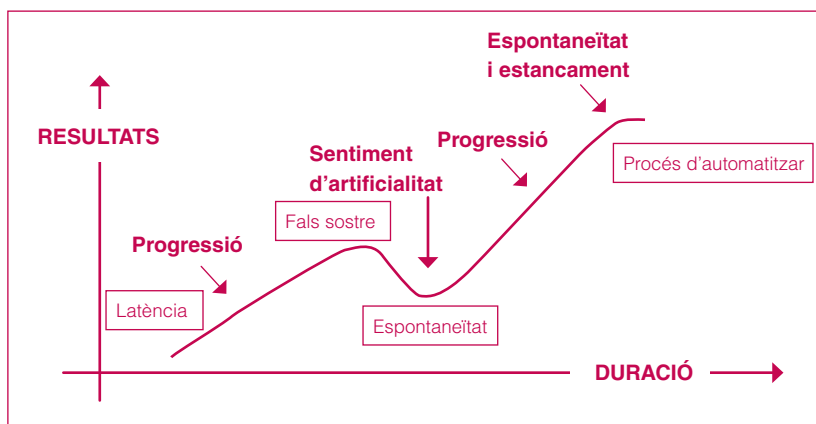 Espontaneïtat
i estancament
RESULTATS
Progressió
Sentiment
d'artificialitat
Procés d'automatitzar
Fals sostre
Progressió
Latència
Espontaneïtat
DURACIÓ